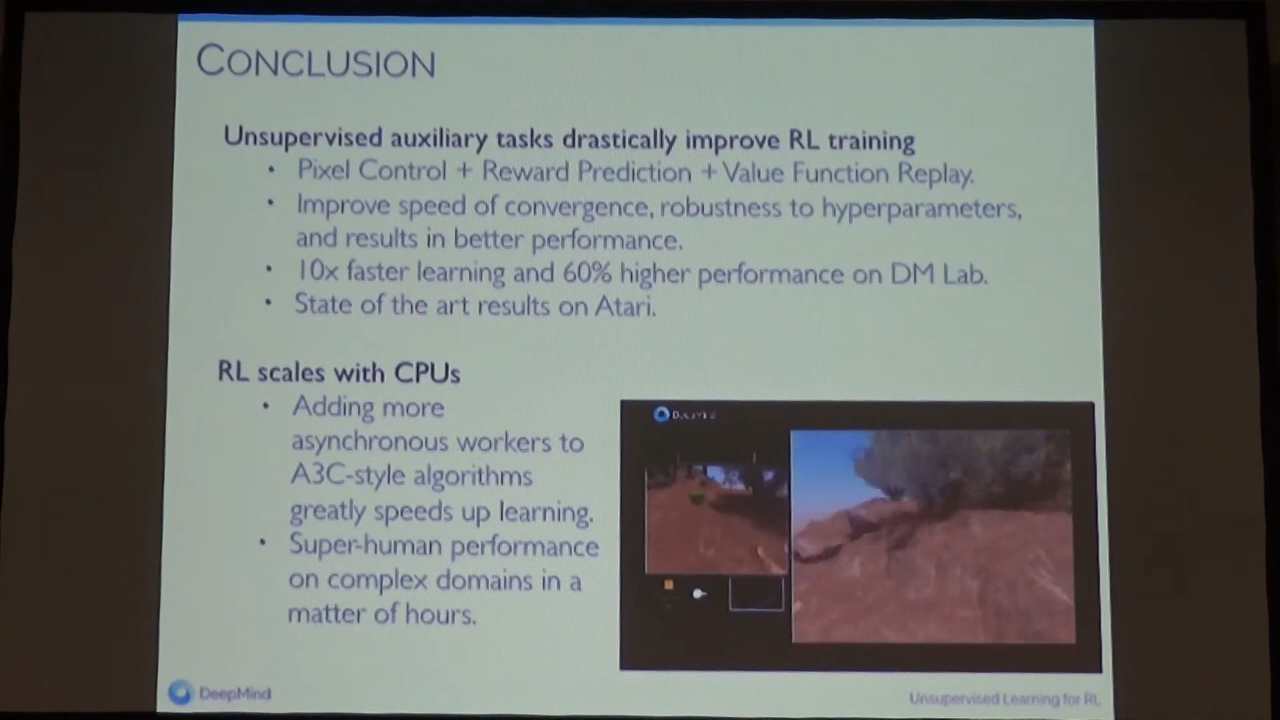 CONCLUSION
Unsupervised auxiliary tasks drastically improve RL training
• Pixel Control + Reward Prediction + Value Function Replay.
• Improve speed of convergence, robustness to hyperparameters,
and results in better performance.
• 10x faster learning and 60% higher performance on DM Lab.
• State of the art results on Atari.
RL scales with CPUs
• Adding more
asynchronous workers to
A3C-style algorithms
greatly speeds up learning.
• Super-human performance
on complex domains in a
matter of hours.
DeepMind
Unsupervised Learning for RL